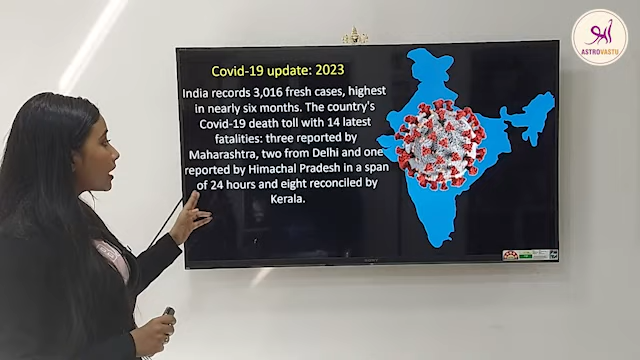 ASTROVASTU
Covid-19 update: 2023
India records 3,016 fresh cases, highest
in nearly six months. The country's
Covid-19 death toll with 14 latest
fatalities: three reported by
Maharashtra, two from Delhi and one
reported by Himachal Pradesh in a span
of 24 hours and eight reconciled by
Kerala.